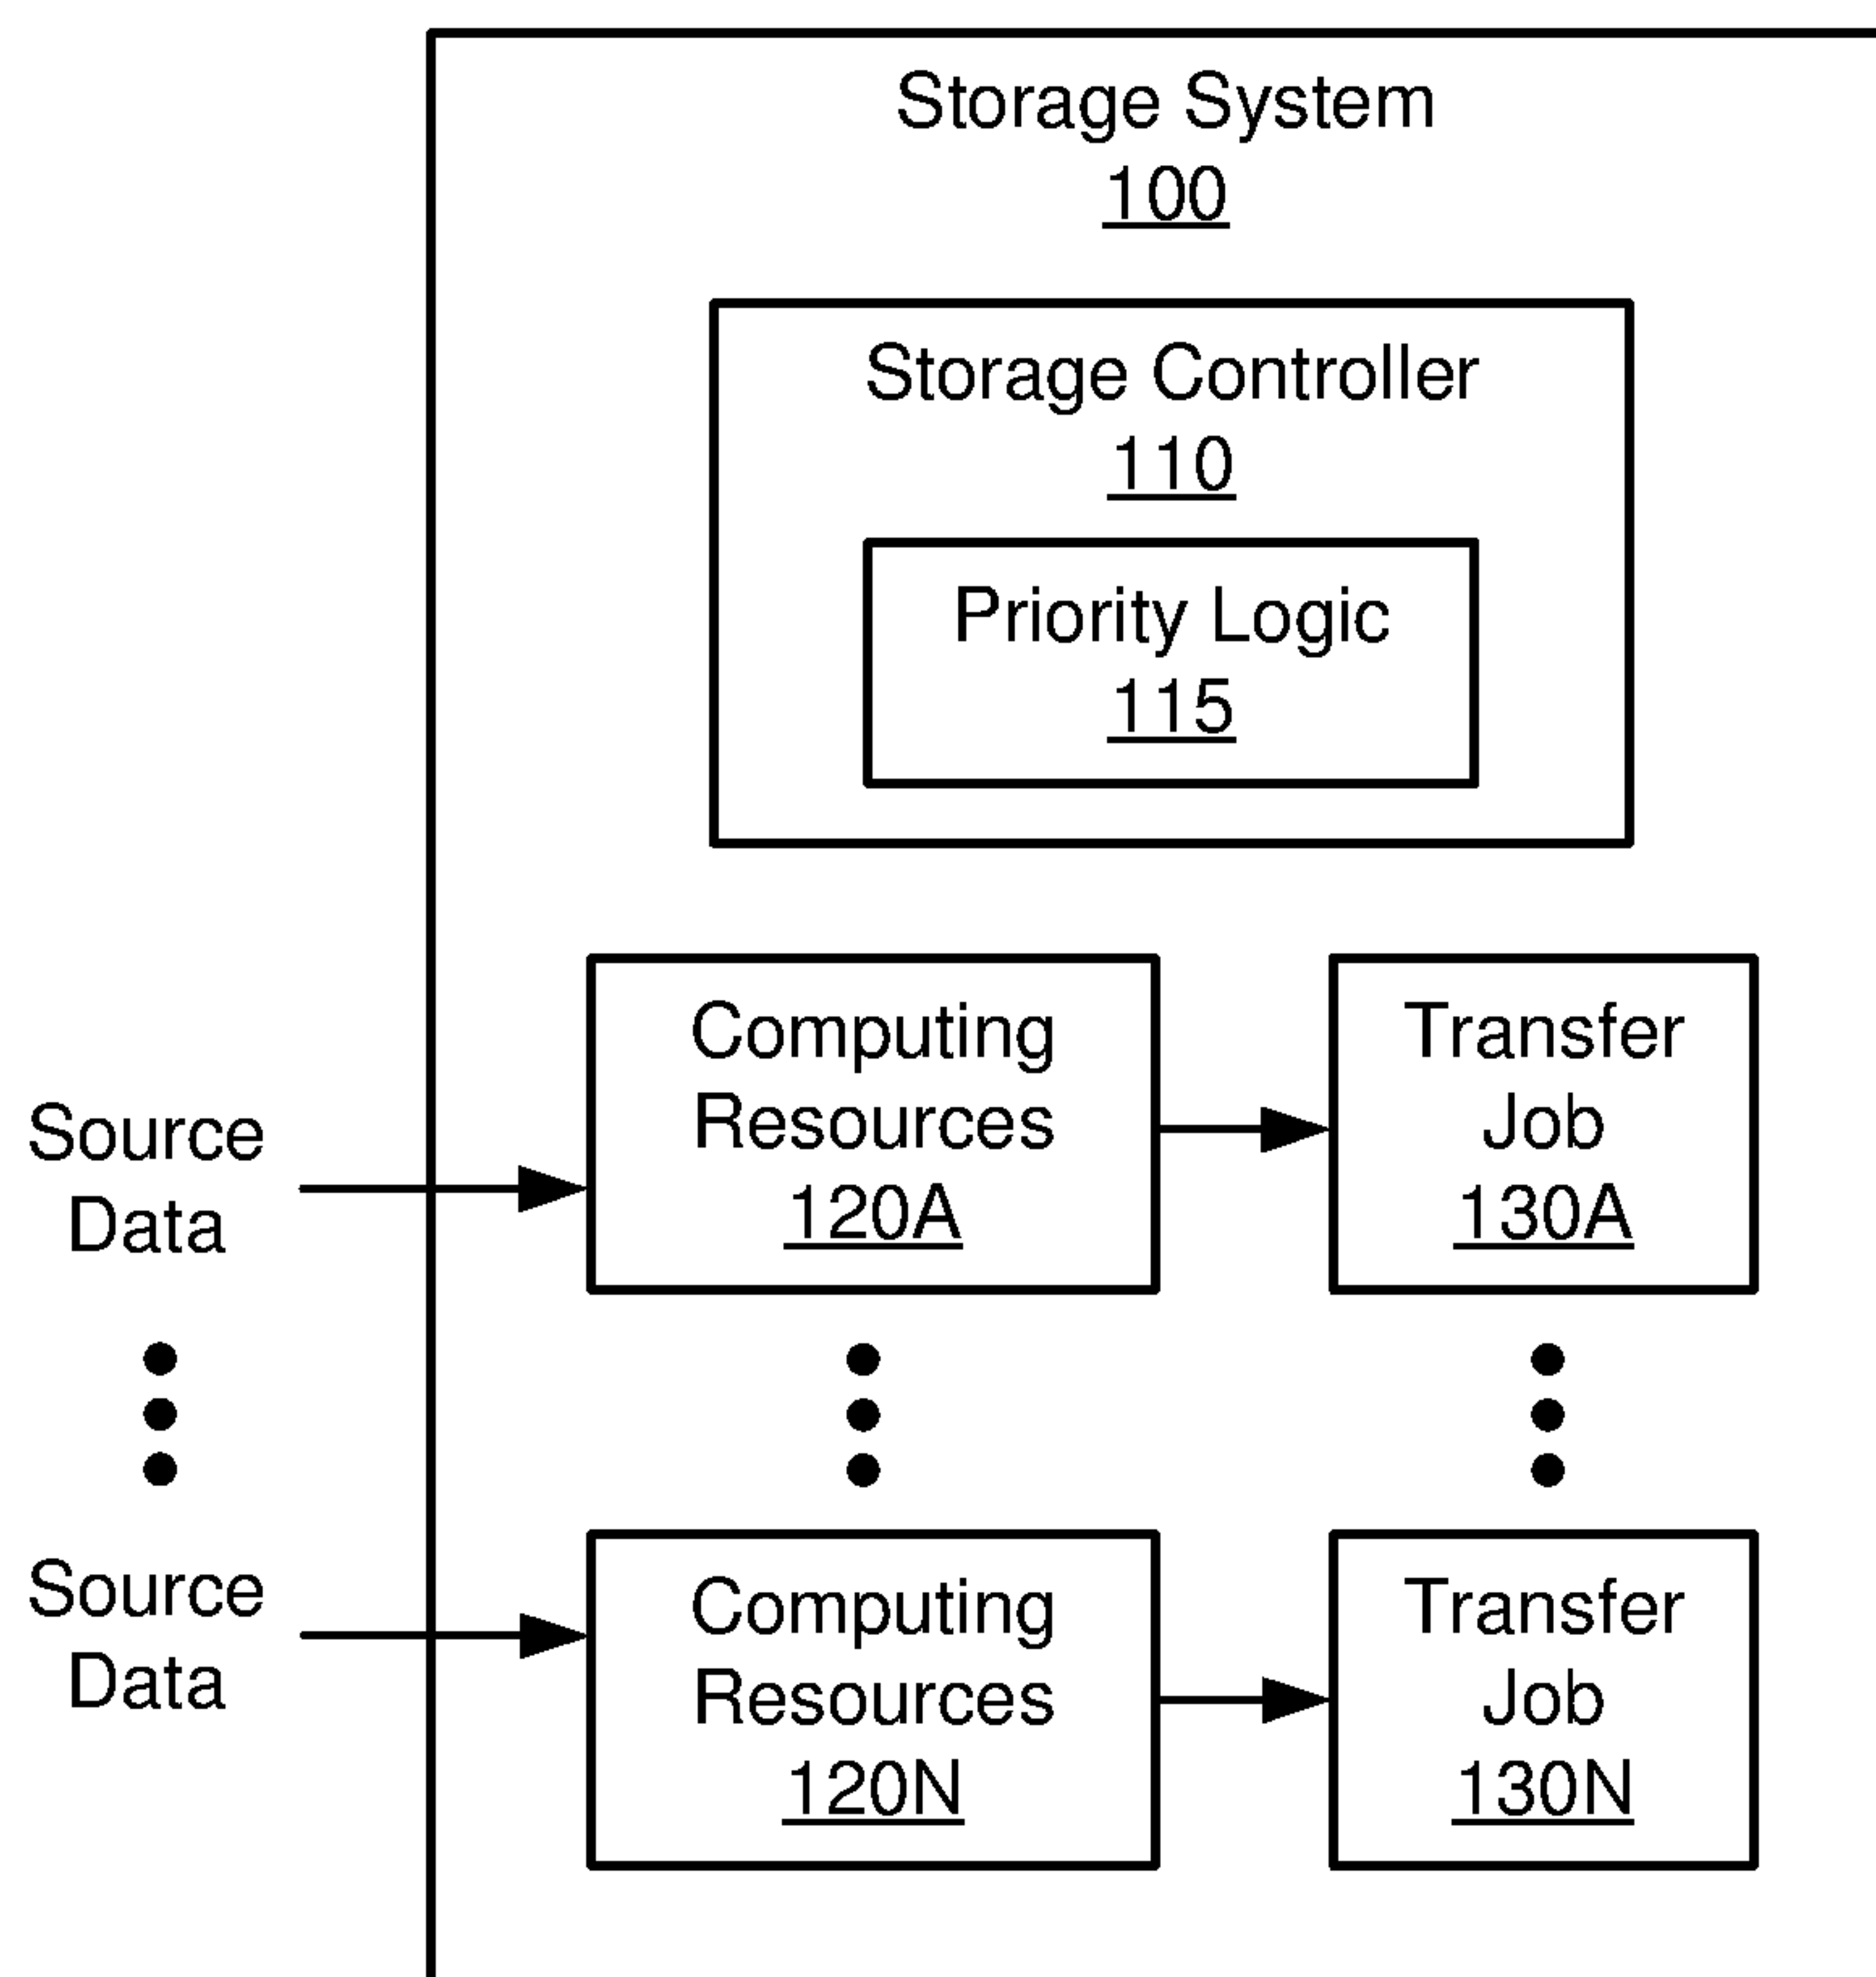 Storage System
100
Storage Controller
110
Priority Logic
115
Source
Data
Computing
Resources
120A
Transfer
Job
130A
Source
Data
Computing
Resources
120N
Transfer
Job
130N